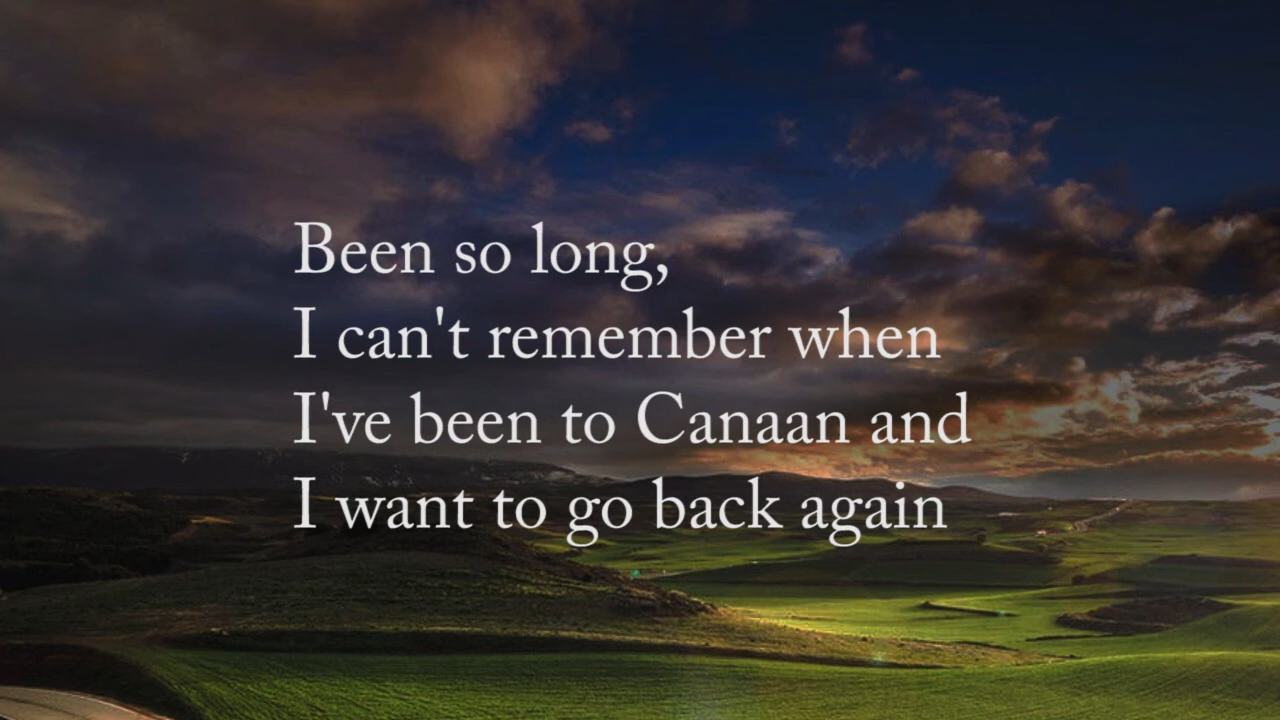 Been so long,
I can't remember when
I've been to Canaan and
I want to go back again